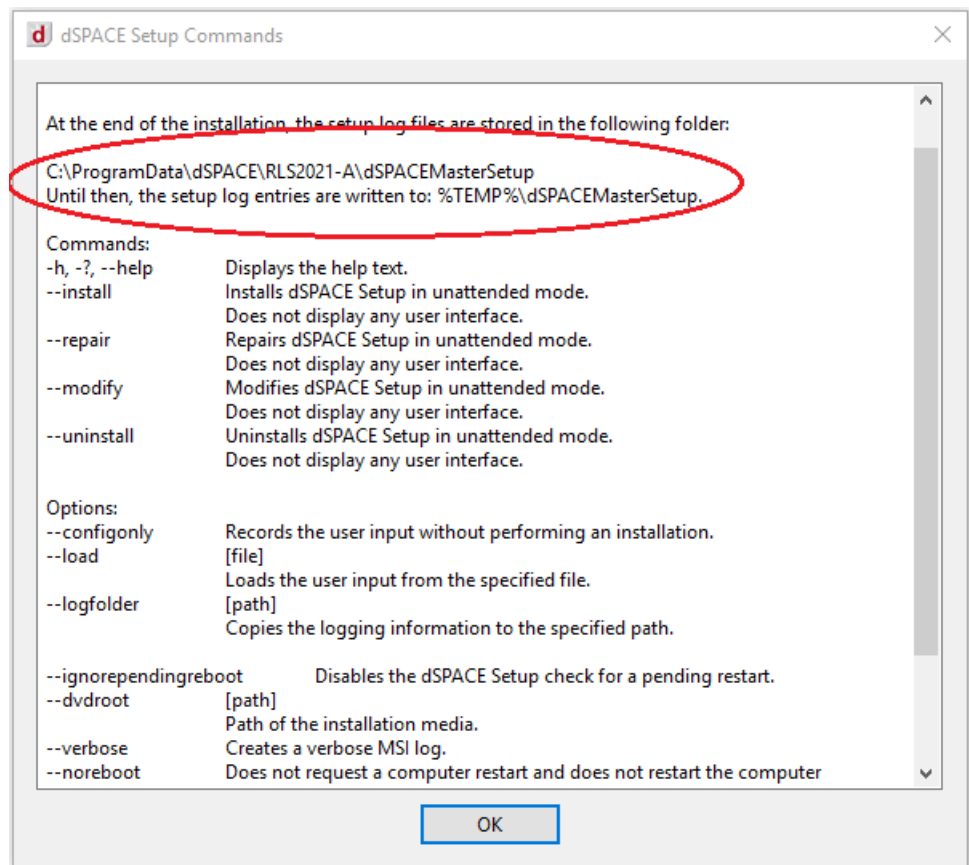 d dSPACE Setup Commands
At the end of the installation, the setup log files are stored in the following folder:
C:\ProgramData\dSPACE\RLS2021-A\dSPACEMasterSetup
Until then, the setup log entries are written to: %TEMP%\dSPACEMasterSetup.
Commands:
-h, -?, --help Displays the help text.
--install Installs dSPACE Setup in unattended mode.
Does not display any user interface.
--repair Repairs dSPACE Setup in unattended mode.
Does not display any user interface.
--modify Modifies dSPACE Setup in unattended mode.
Does not display any user interface.
--uninstall Uninstalls dSPACE Setup in unattended mode.
Does not display any user interface.
Options:
--configonly Records the user input without performing an installation.
--load [file]
Loads the user input from the specified file.
--logfolder [path]
Copies the logging information to the specified path.
--ignorependingreboot Disables the dSPACE Setup check for a pending restart.
--dvdroot [path]
Path of the installation media.
--verbose Creates a verbose MSI log.
--noreboot Does not request a computer restart and does not restart the computer
OK